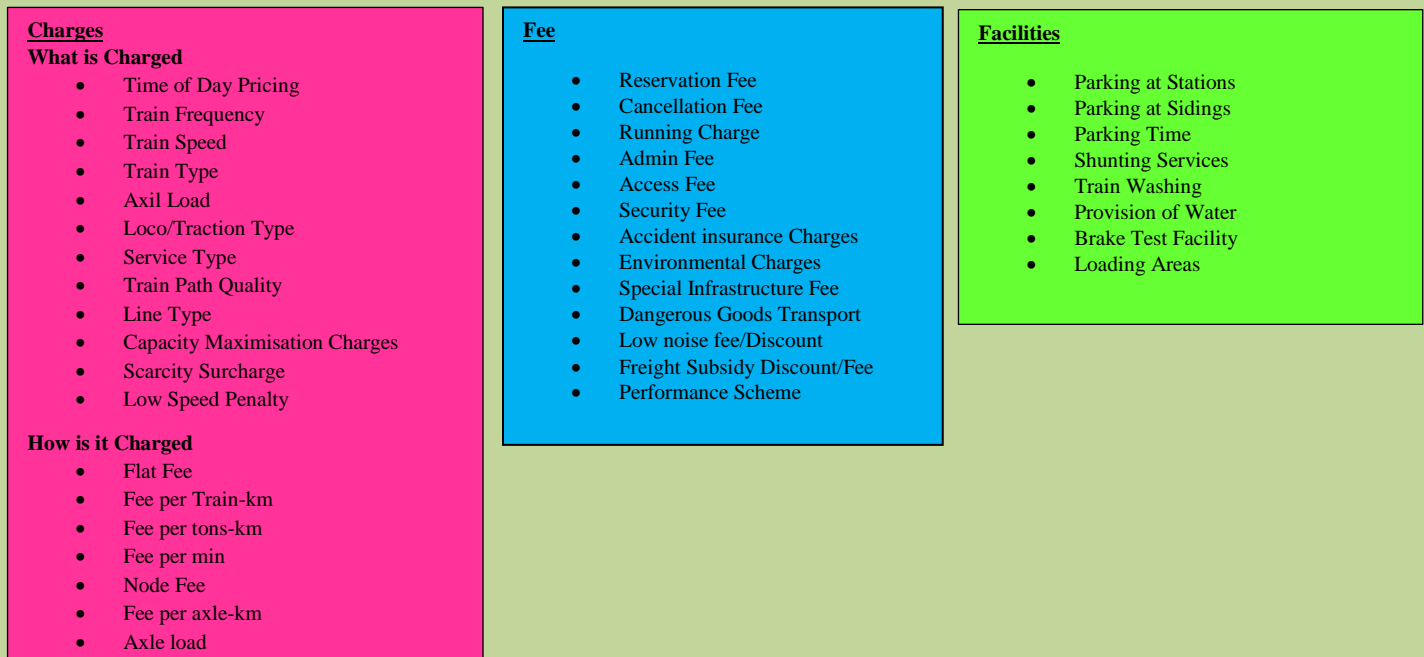 Charges
What is Charged
• Time of Day Pricing
• Train Frequency
• Train Speed
• Train Type
• Axil Load
• Loco/Traction Type
• Service Type
• Train Path Quality
• Line Type
• Capacity Maximisation Charges
• Scarcity Surcharge
• Low Speed Penalty
How is it Charged
• Flat Fee
• Fee per Train-km
• Fee per tons-km
• Fee per min
• Node Fee
• Fee per axle-km
• Axle load
Fee
• Reservation Fee
• Cancellation Fee
• Running Charge
• Admin Fee
• Access Fee
• Security Fee
• Accident insurance Charges
• Environmental Charges
• Special Infrastructure Fee
• Dangerous Goods Transport
• Low noise fee/Discount
• Freight Subsidy Discount/Fee
• Performance Scheme
Facilities
• Parking at Stations
• Parking at Sidings
• Parking Time
• Shunting Services
• Train Washing
• Provision of Water
• Brake Test Facility
• Loading Areas